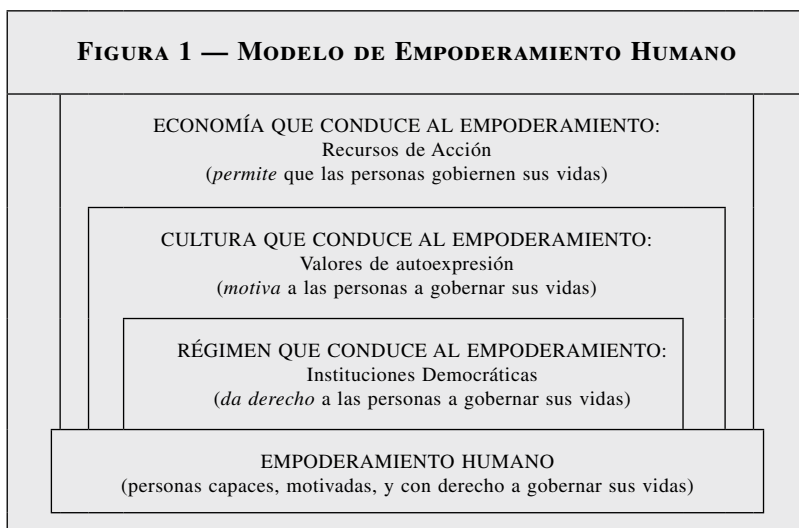 Figura 1 — Modelo de Empoderamiento Humano
ECONOMÍA QUE CONDUCE AL EMPODERAMIENTO:
Recursos de Acción
(permite que las personas gobiernen sus vidas)
CULTURA QUE CONDUCE AL EMPODERAMIENTO:
Valores de autoexpresión
(motiva a las personas a gobernar sus vidas)
RÉGIMEN QUE CONDUCE AL EMPODERAMIENTO:
Instituciones Democráticas
(da derecho a las personas a gobernar sus vidas)
EMPODERAMIENTO HUMANO
(personas capaces, motivadas, y con derecho a gobernar sus vidas)